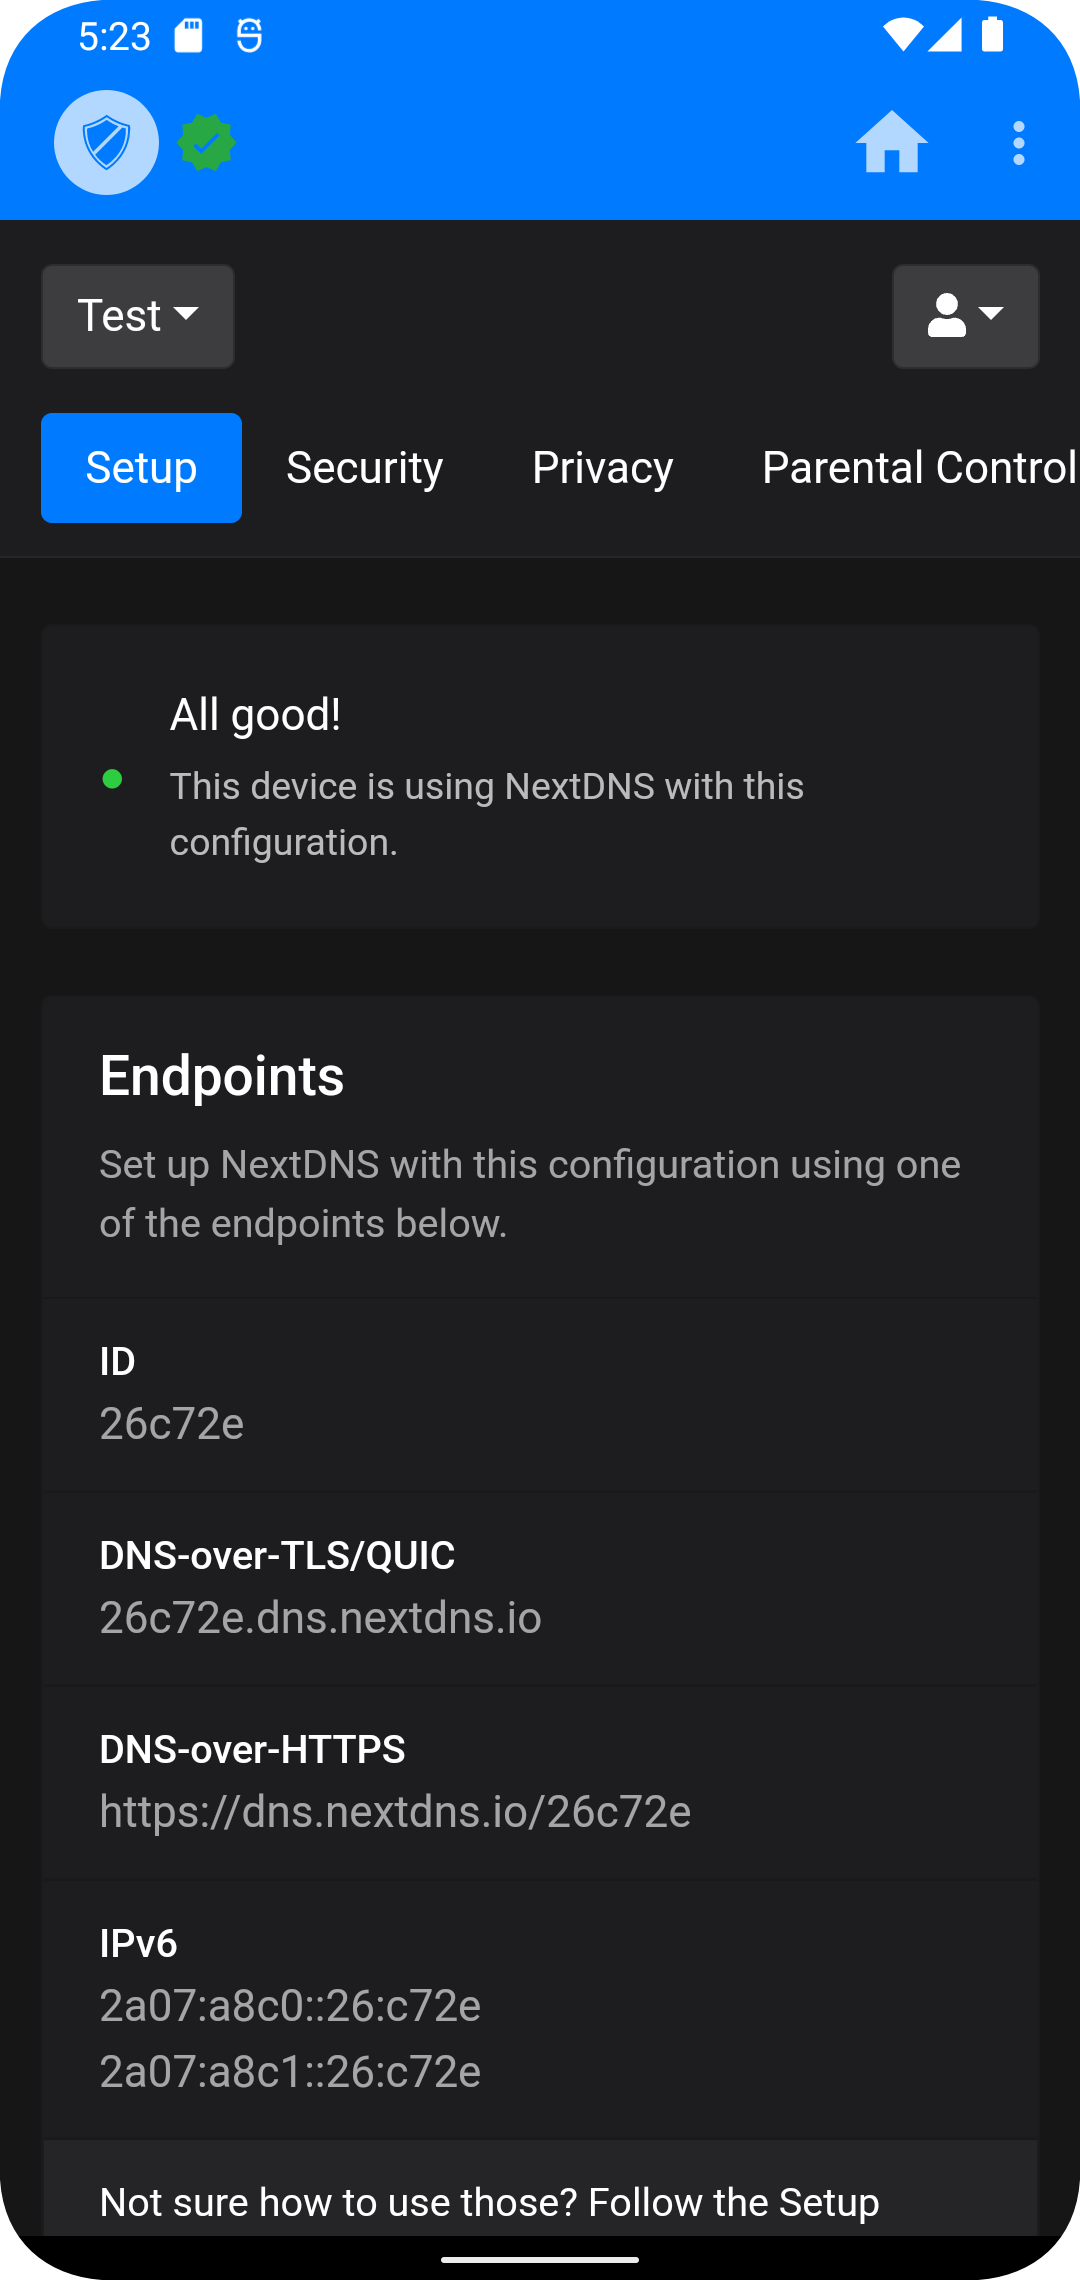 5:23
Test
Setup Security Privacy Parental Control
All good!
This device is using NextDNS with this
configuration.
Endpoints
Set up NextDNS with this configuration using one
of the endpoints below.
ID
26c72e
DNS-over-TLS/QUIC
26c72e.dns.nextdns.io
DNS-over-HTTPS
https://dns.nextdns.io/26c72e
IPv6
2a07:a8c0::26:c72e
2a07:a8c1::26:c72e
Not sure how to use those? Follow the Setup